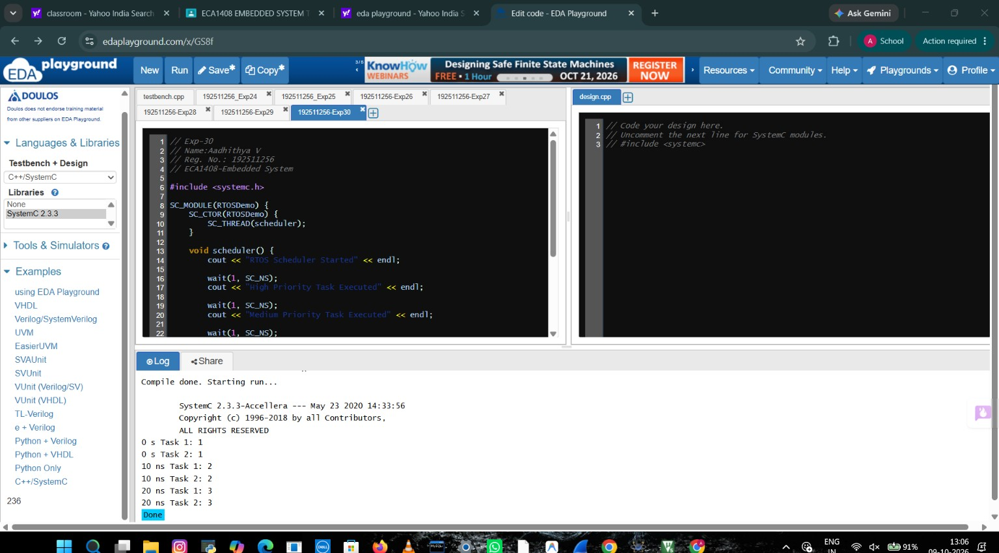 classroom - Yahoo India Search
ECA1408 EMBEDDED SYSTEM T
eda playground - Yahoo India S
Edit code - EDA Playground
Ask Gemini
edaplayground.com/x/GS8f
A School
Action required
EDA playground
New
Run
Save*
Copy*
3/5
KnowHow WEBINARS
Designing Safe Finite State Machines
FREE • 1 Hour
OCT 21, 2026
REGISTER NOW
Resources
Community
Help
Playgrounds
Profile
DOULOS
Doulos does not endorse training material
from other suppliers on EDA Playground.
Languages & Libraries
Testbench + Design
C++/SystemC
Libraries
None
SystemC 2.3.3
Tools & Simulators
Examples
using EDA Playground
VHDL
Verilog/SystemVerilog
UVM
EasierUVM
SVAUnit
SVUnit
VUnit (Verilog/SV)
VUnit (VHDL)
TL-Verilog
e + Verilog
Python + Verilog
Python + VHDL
Python Only
C++/SystemC
236
testbench.cpp
192511256_Exp24
192511256_Exp25
192511256-Exp26
192511256-Exp27
192511256-Exp28
192511256-Exp29
192511256-Exp30
1 // Exp-30
2 // Name:Aadhithya V
3 // Reg. No.: 192511256
4 // ECA1408-Embedded System
5
6 #include <systemc.h>
7
8 SC_MODULE(RTOSDemo) {
9 SC_CTOR(RTOSDemo) {
10 SC_THREAD(scheduler);
11 }
12
13 void scheduler() {
14 cout << "RTOS Scheduler Started" << endl;
15
16 wait(1, SC_NS);
17 cout << "High Priority Task Executed" << endl;
18
19 wait(1, SC_NS);
20 cout << "Medium Priority Task Executed" << endl;
21
22 wait(1, SC_NS);
design.cpp
1 // Code your design here.
2 // Uncomment the next line for SystemC modules.
3 // #include <systemc>
Log
Share
Compile done. Starting run...
SystemC 2.3.3-Accellera --- May 23 2020 14:33:56
Copyright (c) 1996-2018 by all Contributors,
ALL RIGHTS RESERVED
0 s Task 1: 1
0 s Task 2: 1
10 ns Task 1: 2
10 ns Task 2: 2
20 ns Task 1: 3
20 ns Task 2: 3
Done
ENG
IN
91%
13:06
09-10-2026